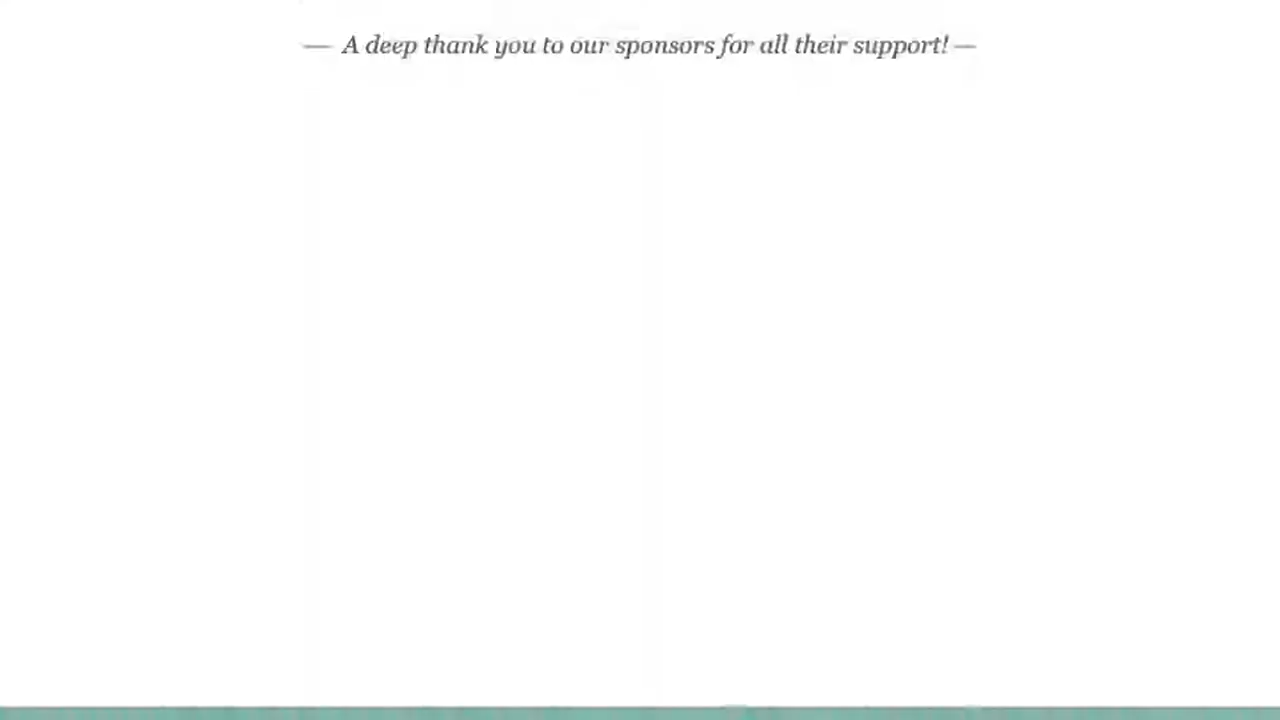 — A deep thank you to our sponsors for all their support! —